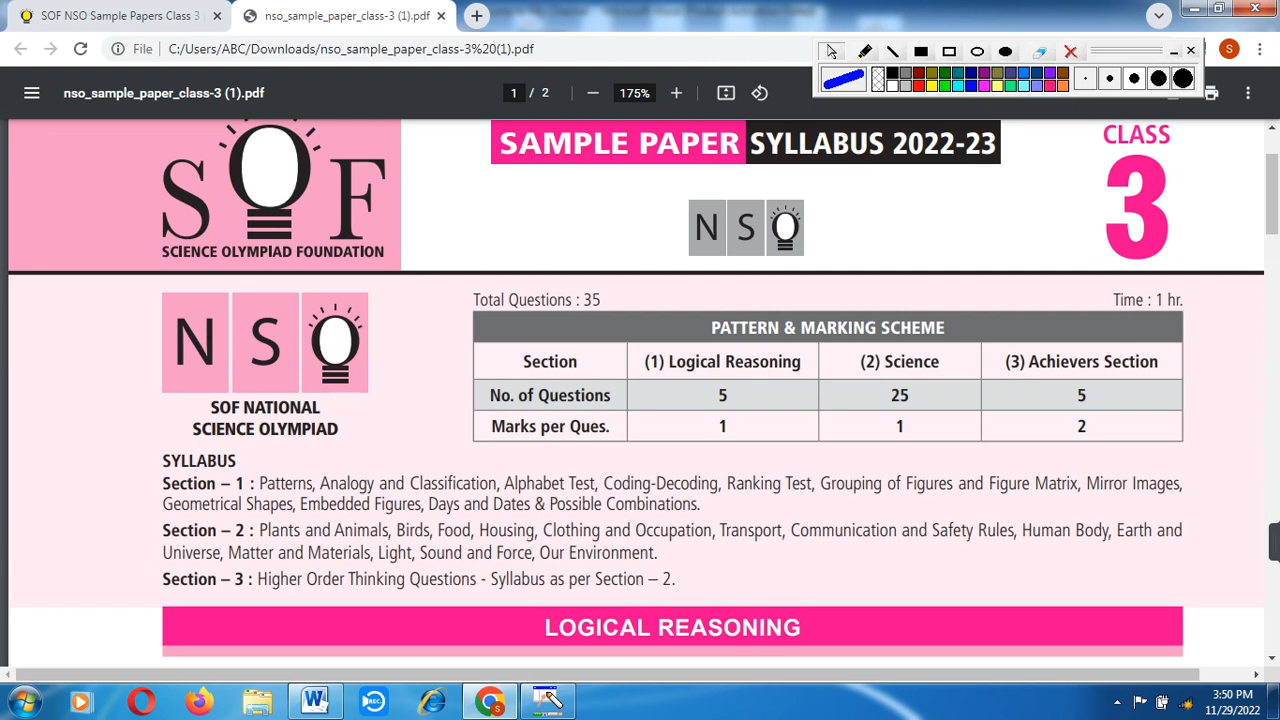 SOF NSO Sample Papers Class 3
nso_sample_paper_class-3 (1).pdf
File
C:/Users/ABC/Downloads/nso_sample_paper_class-3%20(1).pdf
S
nso_sample_paper_class-3 (1).pdf
1 / 2
175%
SOF
SCIENCE OLYMPIAD FOUNDATION
SAMPLE PAPER SYLLABUS 2022-23
NSO
CLASS
3
NSO
SOF NATIONAL
SCIENCE OLYMPIAD
Total Questions : 35
Time : 1 hr.
PATTERN & MARKING SCHEME
Section (1) Logical Reasoning (2) Science (3) Achievers Section
No. of Questions 5 25 5
Marks per Ques. 1 1 2
SYLLABUS
Section – 1 : Patterns, Analogy and Classification, Alphabet Test, Coding-Decoding, Ranking Test, Grouping of Figures and Figure Matrix, Mirror Images,
Geometrical Shapes, Embedded Figures, Days and Dates & Possible Combinations.
Section – 2 : Plants and Animals, Birds, Food, Housing, Clothing and Occupation, Transport, Communication and Safety Rules, Human Body, Earth and
Universe, Matter and Materials, Light, Sound and Force, Our Environment.
Section – 3 : Higher Order Thinking Questions - Syllabus as per Section – 2.
LOGICAL REASONING
W
REC
S
3:50 PM
11/29/2022